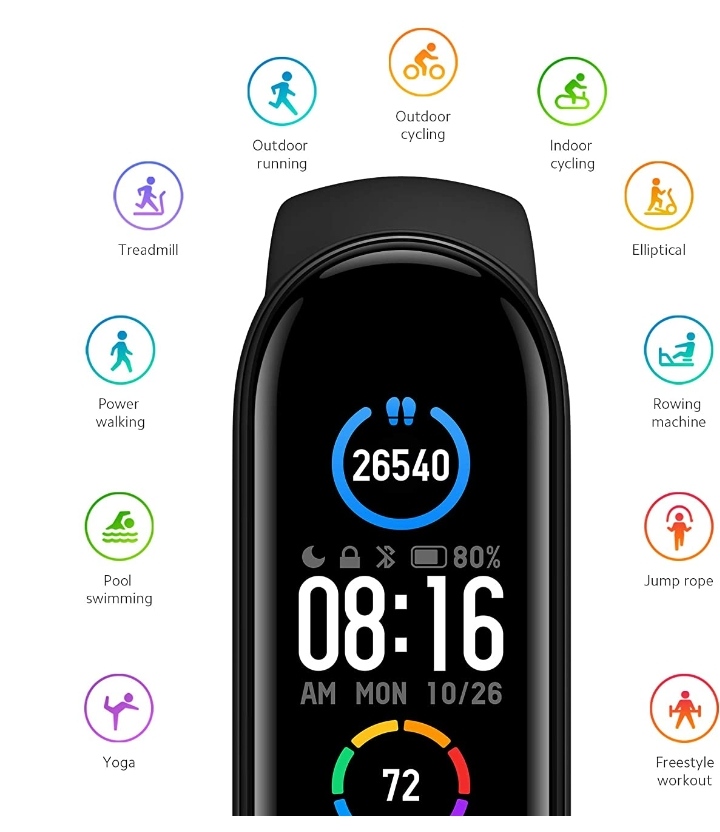 Outdoor
cycling
Outdoor
running
Indoor
cycling
Treadmill
Elliptical
Power
walking
Rowing
machine
26540
80%
08:16
AM MON 10/26
Pool
swimming
Jump rope
72
Yoga
Freestyle
workout